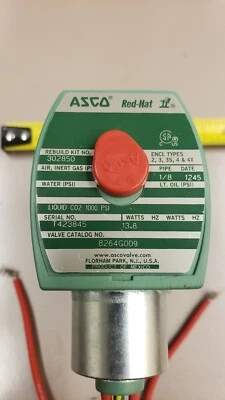 ASCO Red-Hat II
REBUILD KIT NO.
302850
ENCL TYPES
2, 3, 3S, 4 & 4X
AIR, INERT GAS (PSI)
PIPE DATE
1/8 1245
WATER (PSI)
LT. OIL (PSI)
LIQUID CO2 1000 PSI
SERIAL NO. WATTS HZ WATTS HZ
T423845 13.8
VALVE CATALOG NO.
8264G009
www.ascovalve.com
FLORHAM PARK, N.J., U.S.A.
PRODUCT OF MEXICO